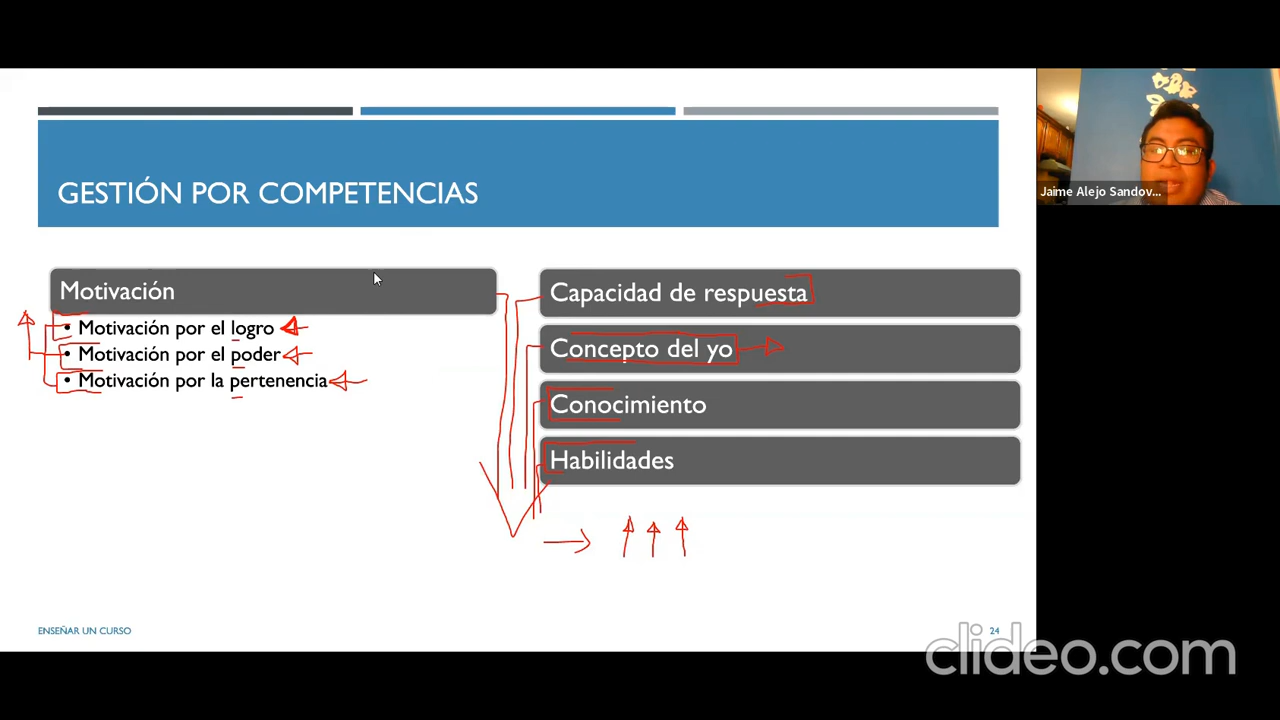 GESTIÓN POR COMPETENCIAS
Motivación
• Motivación por el logro
• Motivación por el poder
• Motivación por la pertenencia
Capacidad de respuesta
Concepto del yo
Conocimiento
Habilidades
ENSEÑAR UN CURSO
24
Jaime Alejo Sandov...
clideo.com